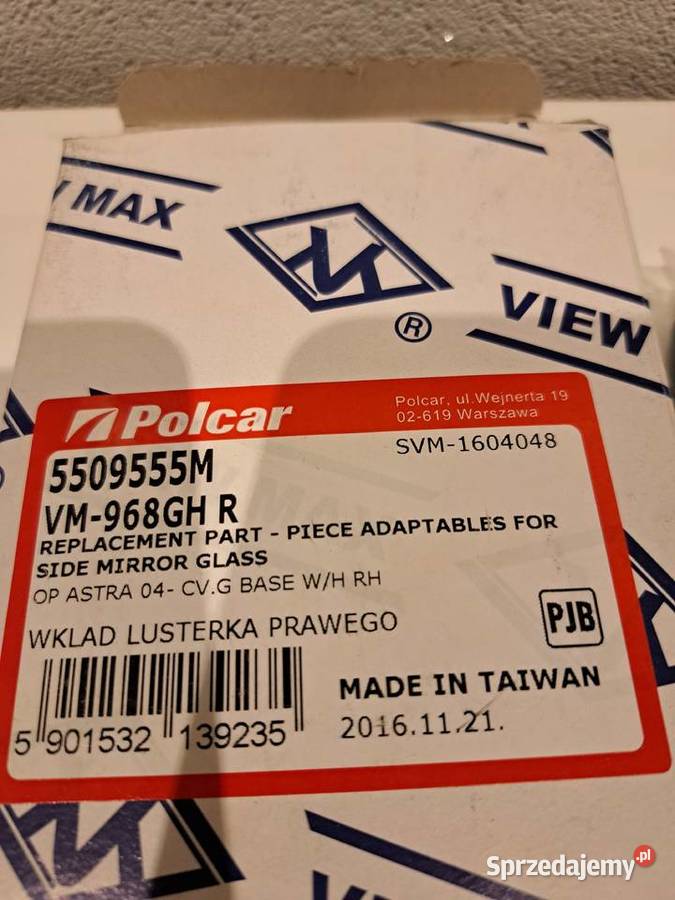 V MAX
VM
®
VIEW
Polcar
Polcar, ul.Wejnerta 19
02-619 Warszawa
5509555M
SVM-1604048
VM-968GH R
REPLACEMENT PART - PIECE ADAPTABLES FOR
SIDE MIRROR GLASS
OP ASTRA 04- CV.G BASE W/H RH
WKLAD LUSTERKA PRAWEGO
PJB
MADE IN TAIWAN
2016.11.21.
5 901532 139235
Sprzedajemy.pl